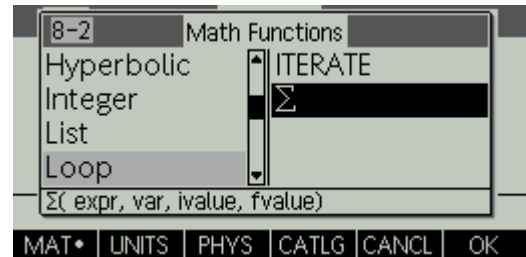 8-2 Math Functions
Hyperbolic
Integer
List
Loop
ITERATE
Σ
Σ( expr, var, ivalue, fvalue)
MAT• UNITS PHYS CATLG CANCL OK